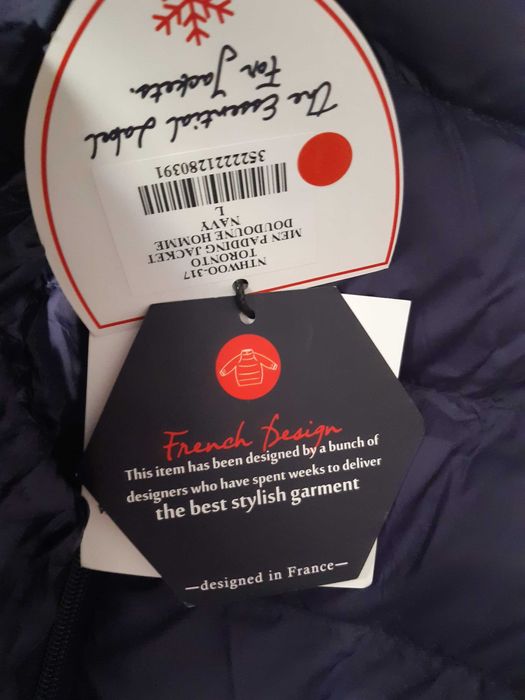 NTHWOO-317
TORONTO
MEN PADDING JACKET
DOUDOUNE HOMME
NAVY
L
3522221280391
The Essential Label
For Jackets.
French Design
This item has been designed by a bunch of
designers who have spent weeks to deliver
the best stylish garment
—designed in France—